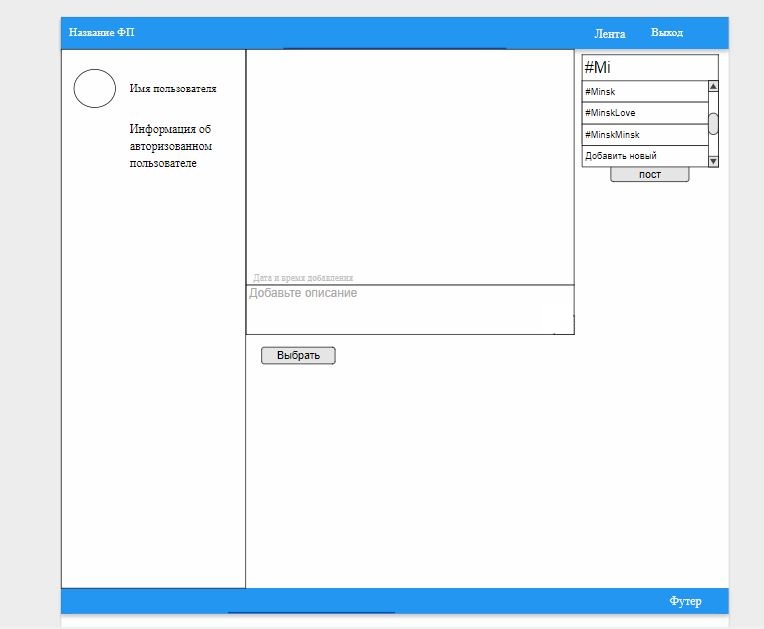 Название ФП
Лента
Выход
Имя пользователя
Информация об
авторизованном
пользователе
Дата и время добавления
Добавьте описание
Выбрать
#Mi
#Minsk
#MinskLove
#MinskMinsk
Добавить новый
пост
Футер